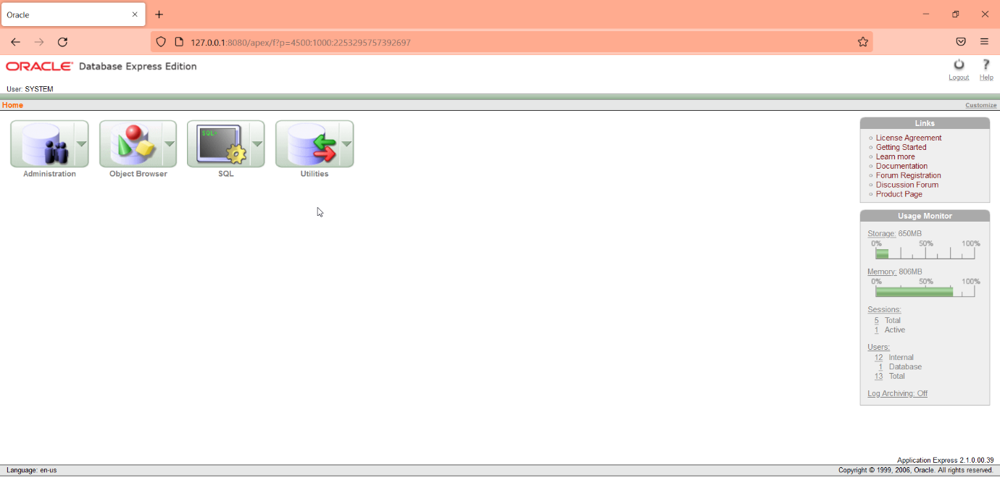 Oracle
127.0.0.1:8080/apex/f?p=4500:1000:2253295757392697
ORACLE Database Express Edition
Logout
Help
User: SYSTEM
Home
Customize
SQL>
Administration
Object Browser
SQL
Utilities
Links
License Agreement
Getting Started
Learn more
Documentation
Forum Registration
Discussion Forum
Product Page
Usage Monitor
Storage: 650MB
0% 50% 100%
Memory: 806MB
0% 50% 100%
Sessions:
5 Total
1 Active
Users:
12 Internal
1 Database
13 Total
Log Archiving: Off
Application Express 2.1.0.00.39
Language: en-us
Copyright © 1999, 2006, Oracle. All rights reserved.